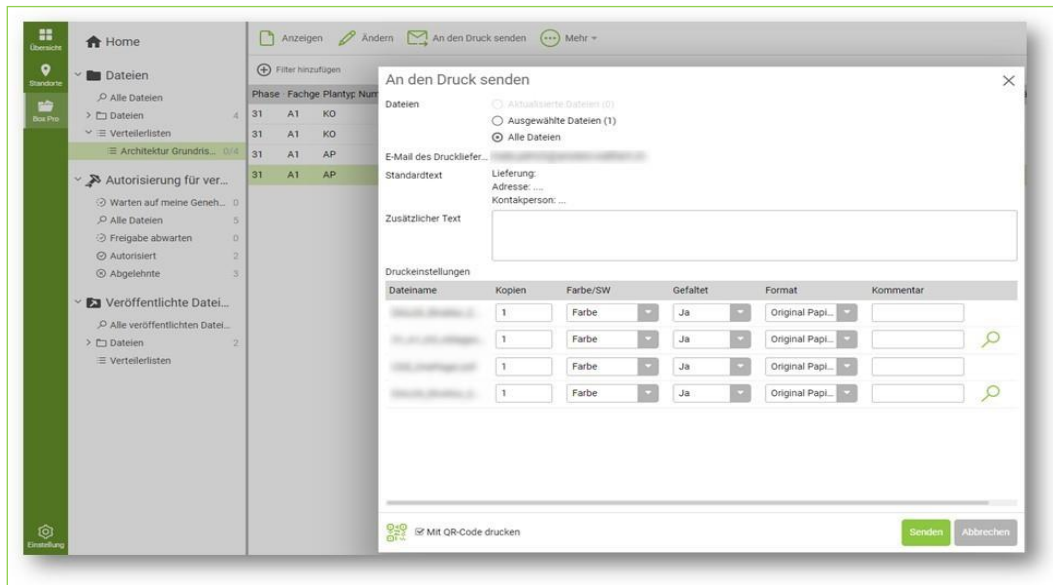 Übersicht
Standorte
Box Pro
Einstellung
Home
Dateien
Alle Dateien
Dateien 4
Verteilerlisten
Architektur Grundris... 0/4
Autorisierung für ver...
Warten auf meine Geneh... 0
Alle Dateien 5
Freigabe abwarten 0
Autorisiert 2
Abgelehnte 3
Veröffentlichte Datei...
Alle veröffentlichten Datei...
Dateien 2
Verteilerlisten
Anzeigen Ändern An den Druck senden Mehr
Filter hinzufügen
Phase Fachge Plantyp Num
31 A1 KO
31 A1 KO
31 A1 AP
31 A1 AP
An den Druck senden
Dateien
Aktualisierte Dateien (0)
Ausgewählte Dateien (1)
Alle Dateien
E-Mail des Drucklliefer...
Standardtext
Lieferung:
Adresse: ....
Kontakperson: ...
Zusätzlicher Text
Druckeinstellungen
Dateiname Kopien Farbe/SW Gefaltet Format Kommentar
1 Farbe Ja Original Papi...
1 Farbe Ja Original Papi...
1 Farbe Ja Original Papi...
1 Farbe Ja Original Papi...
Mit QR-Code drucken
Senden Abbrechen